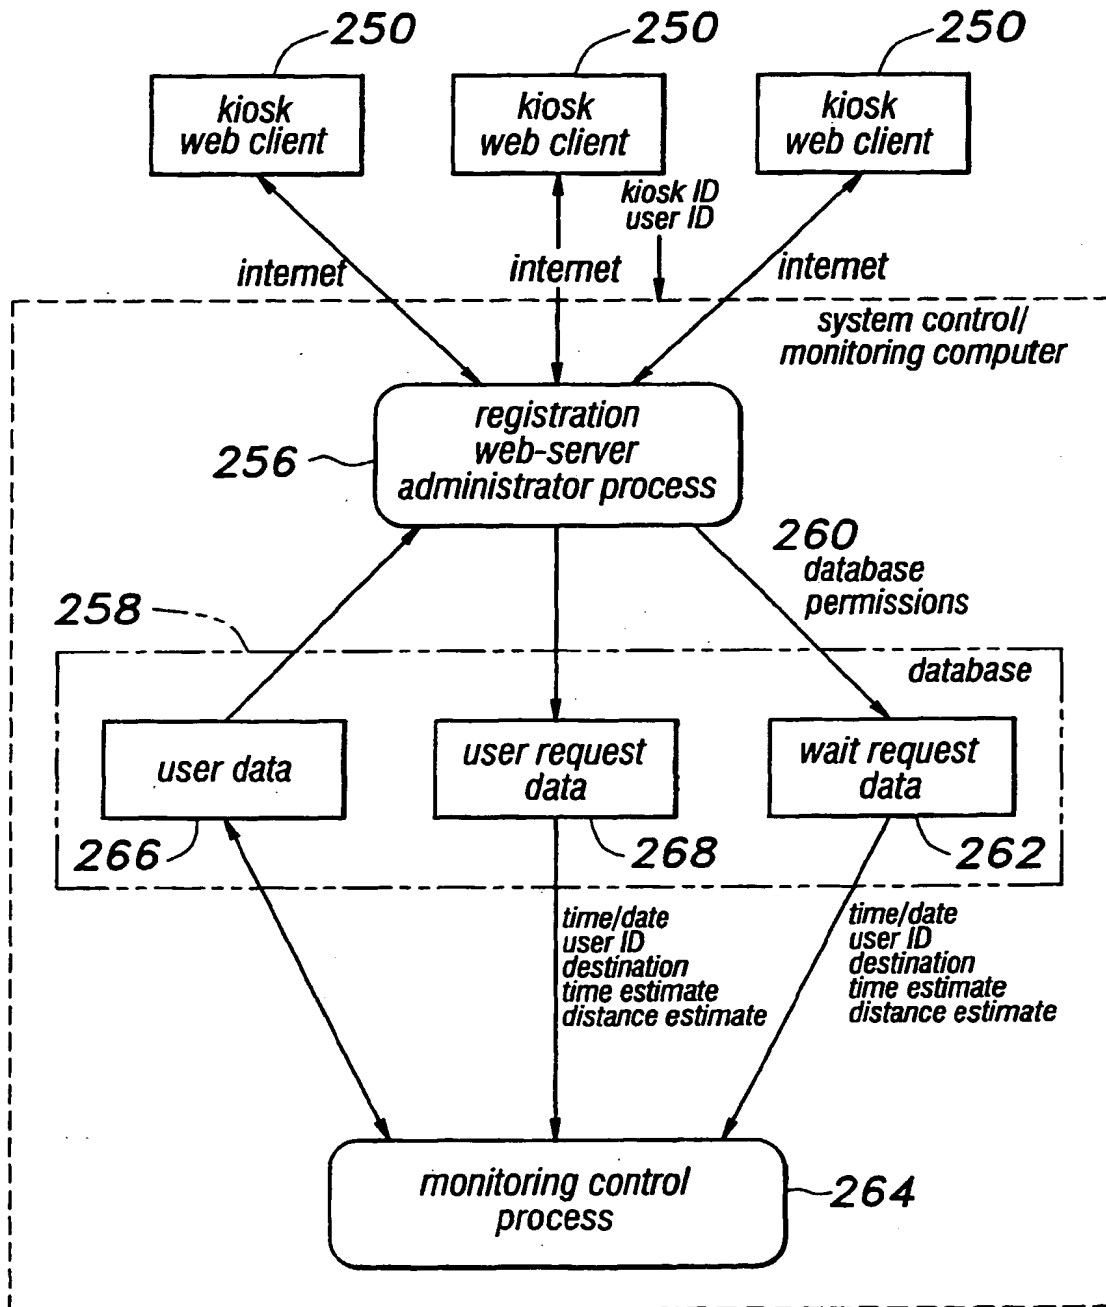 250
250
250
kiosk
web client
kiosk
web client
kiosk
web client
kiosk ID
user ID
internet
internet
internet
system control/
monitoring computer
registration
web-server
administrator process
256
260
database
permissions
258
database
user data
user request
data
wait request
data
266
268
262
time/date
user ID
destination
time estimate
distance estimate
time/date
user ID
destination
time estimate
distance estimate
monitoring control
process
264